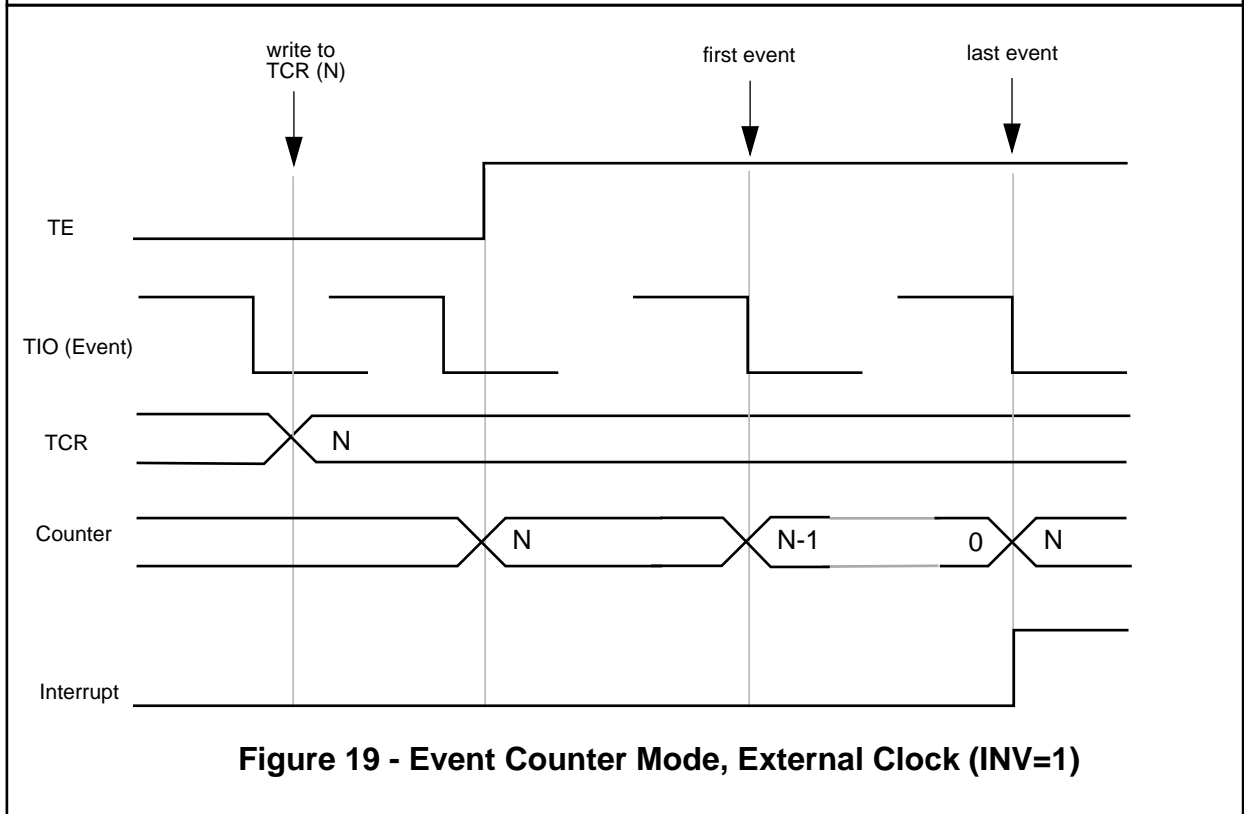 write to
TCR (N)
first event
last event
TE
TIO (Event)
TCR
N
Counter
N
N-1
0
N
Interrupt
Figure 19 - Event Counter Mode, External Clock (INV=1)